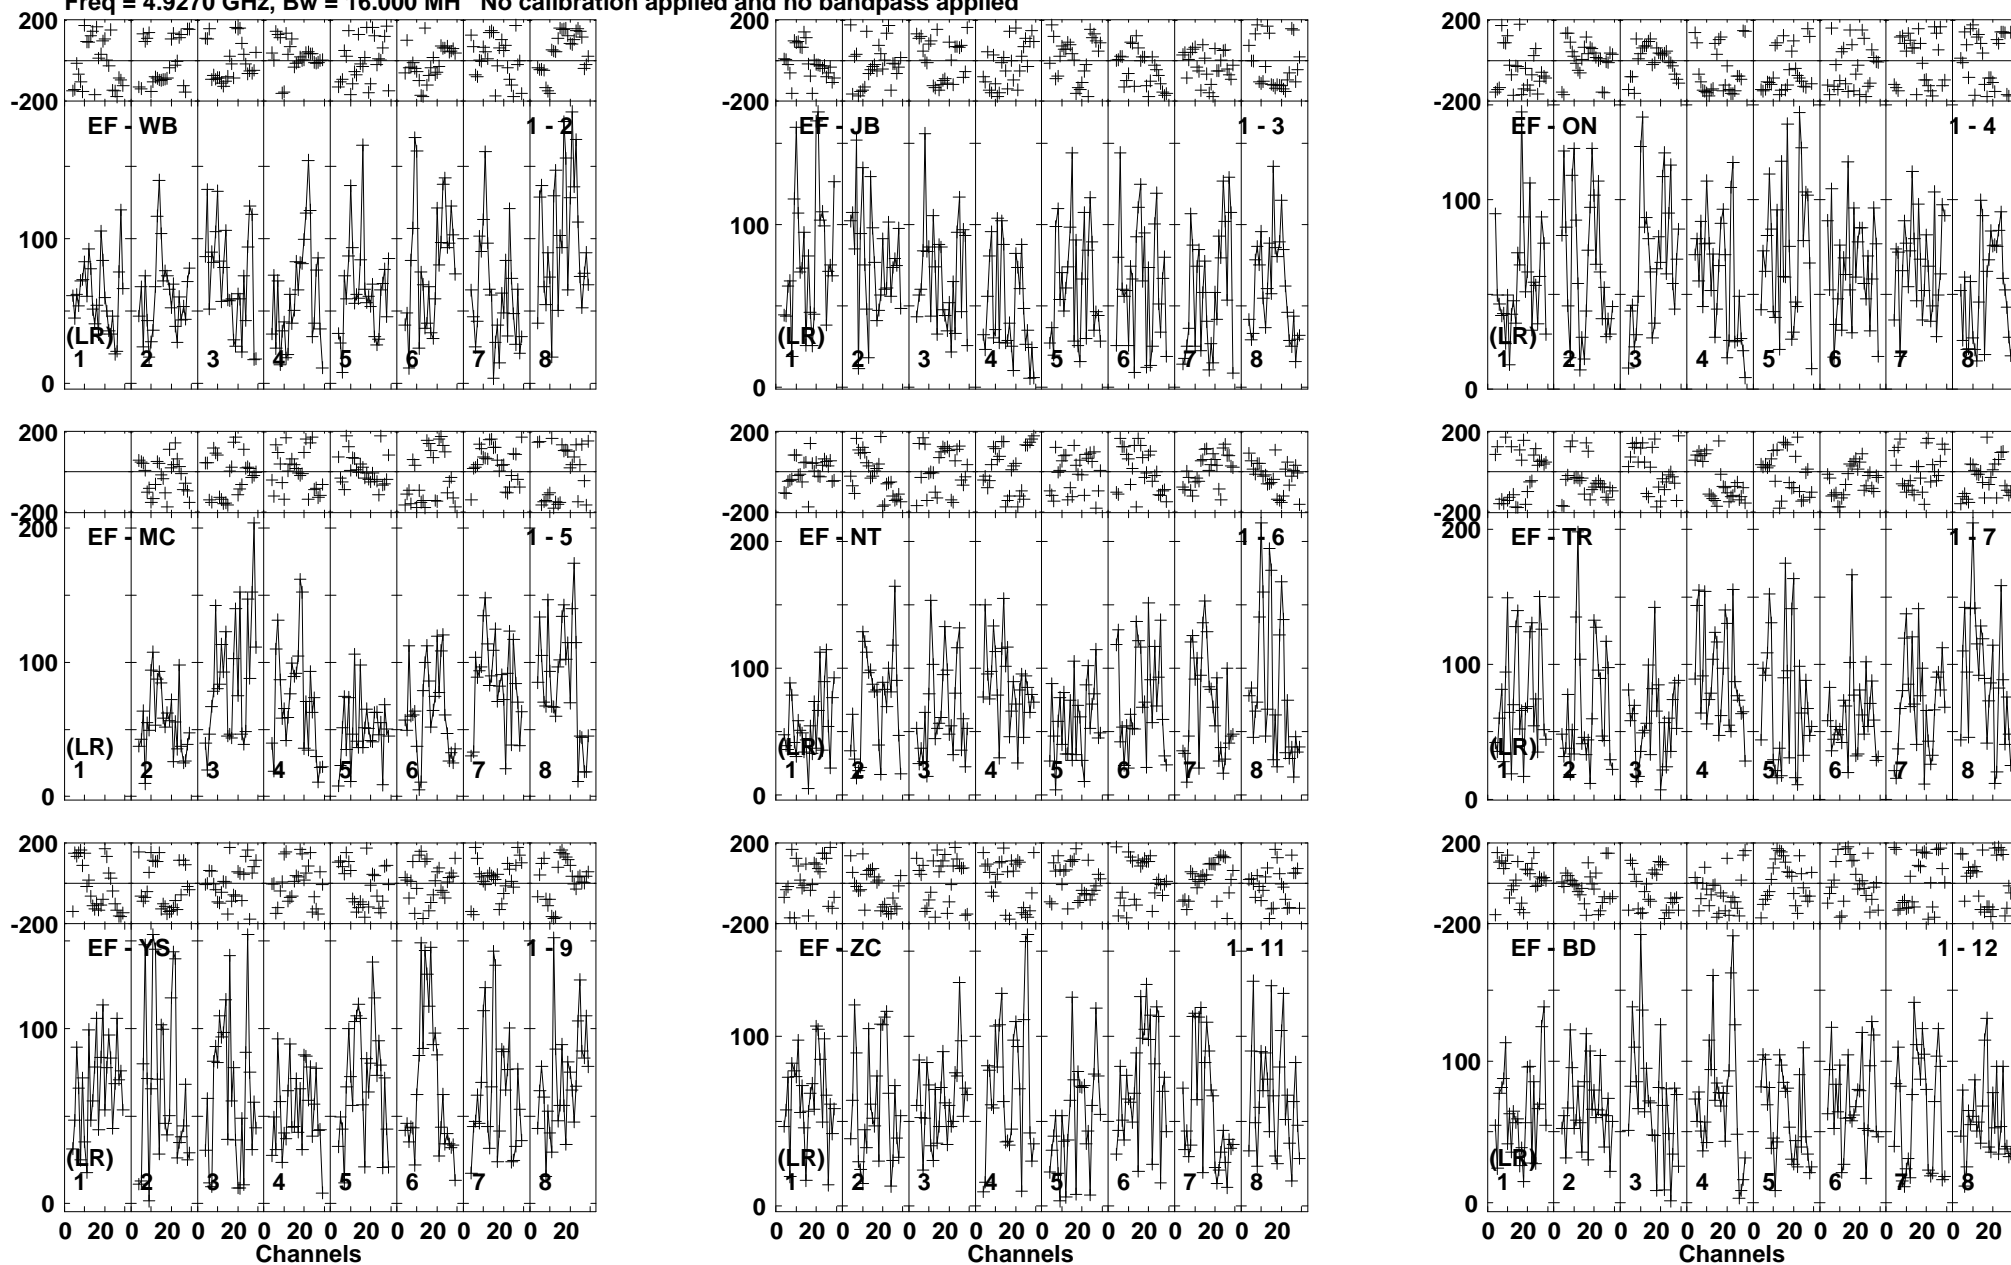 Freq = 4.9270 GHz, Bw = 16.000 MH No calibration applied and no bandpass applied
200
-200
EF - WB 1 - 2
100
0
(LR)
1 2 3 4 5 6 7 8
EF - JB 1 - 3
200
-200
100
0
(LR)
1 2 3 4 5 6 7 8
EF - ON 1 - 4
200
-200
100
0
(LR)
1 2 3 4 5 6 7 8
200
-200
EF - MC 1 - 5
200
100
0
(LR)
1 2 3 4 5 6 7 8
200
-200
EF - NT 1 - 6
200
100
0
(LR)
1 2 3 4 5 6 7 8
200
-200
EF - TR 1 - 7
200
100
0
(LR)
1 2 3 4 5 6 7 8
200
-200
EF - YS 1 - 9
100
0
(LR)
1 2 3 4 5 6 7 8
0 20 0 20 0 20 0 20 0 20 0 20 0 20 0 20
Channels
200
-200
EF - ZC 1 - 11
100
0
(LR)
1 2 3 4 5 6 7 8
0 20 0 20 0 20 0 20 0 20 0 20 0 20 0 20
Channels
200
-200
EF - BD 1 - 12
100
0
(LR)
1 2 3 4 5 6 7 8
0 20 0 20 0 20 0 20 0 20 0 20 0 20 0 20
Channels